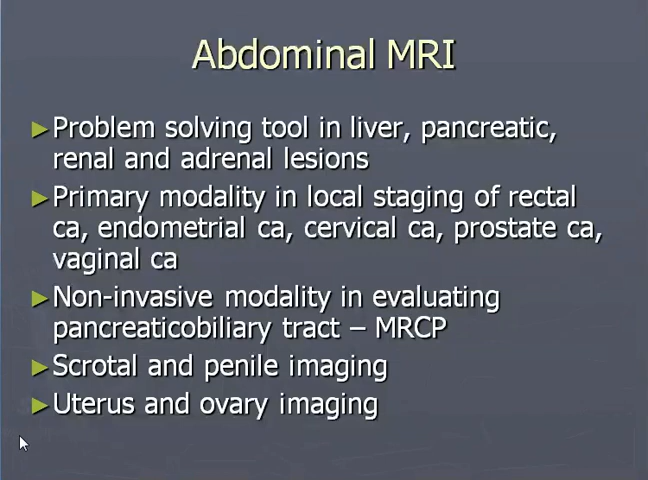 Abdominal MRI
►Problem solving tool in liver, pancreatic,
renal and adrenal lesions
►Primary modality in local staging of rectal
ca, endometrial ca, cervical ca, prostate ca,
vaginal ca
►Non-invasive modality in evaluating
pancreaticobiliary tract – MRCP
►Scrotal and penile imaging
►Uterus and ovary imaging